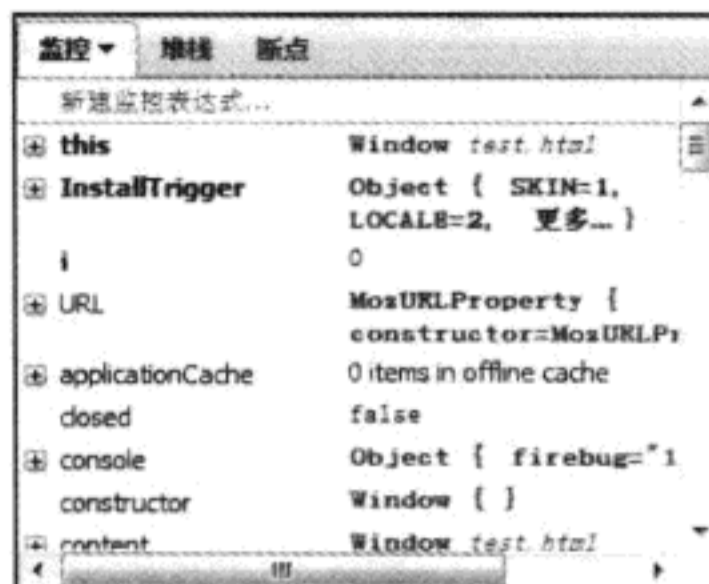 监控 堆栈 断点
新建监控表达式...
this Window test.html
InstallTrigger Object { SKIN=1,
LOCALE=2, 更多... }
i 0
URL MozURLProperty {
constructor=MozURLPr
applicationCache 0 items in offline cache
closed false
console Object { firebug="1
constructor Window { }
content Window test.html